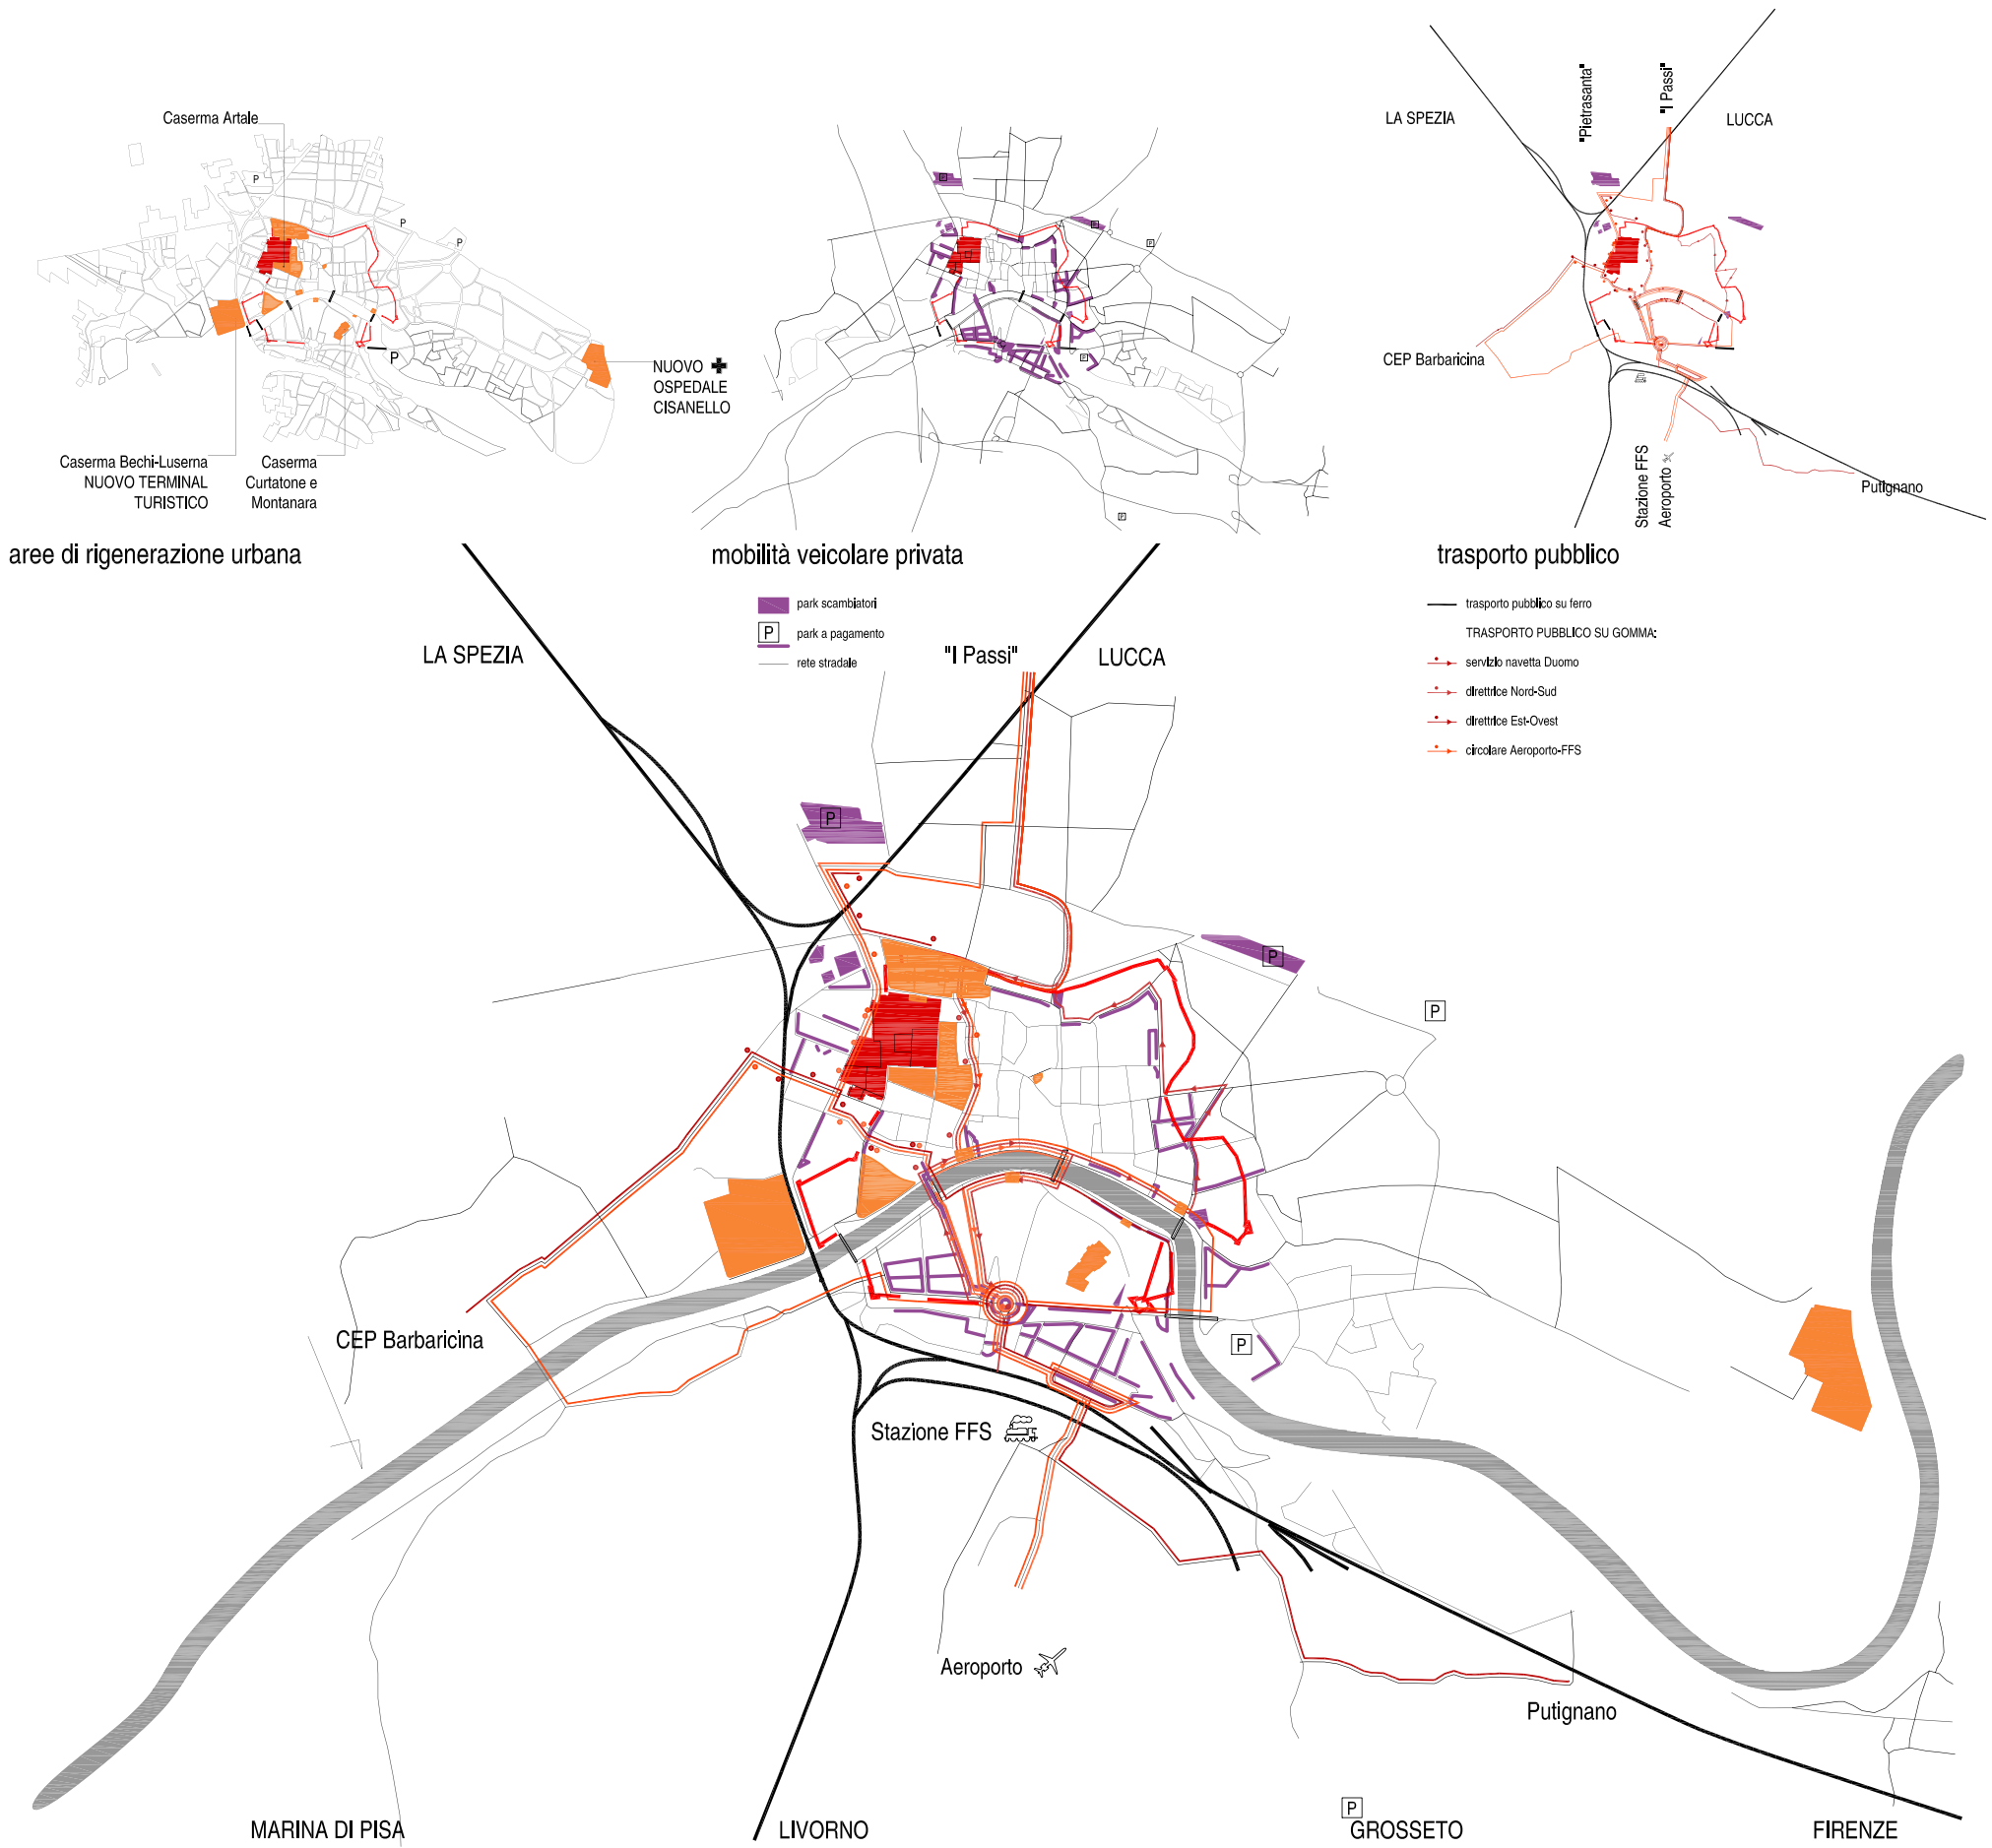 Caserma Artale
P
P
P
P
NUOVO
OSPEDALE
CISANELLO
Caserma Bechi-Luserna
NUOVO TERMINAL
TURISTICO
Caserma
Curtatone e
Montanara
aree di rigenerazione urbana
P
P
P
P
P
mobilità veicolare privata
park scambiatori
P
park a pagamento
rete stradale
"Pietrasanta"
"I Passi"
LA SPEZIA
LUCCA
CEP Barbaricina
Stazione FFS
Aeroporto
Putignano
trasporto pubblico
trasporto pubblico su ferro
TRASPORTO PUBBLICO SU GOMMA:
servizio navetta Duomo
direttrice Nord-Sud
direttrice Est-Ovest
circolare Aeroporto-FFS
LA SPEZIA
"I Passi"
LUCCA
P
P
P
CEP Barbaricina
P
Stazione FFS
Aeroporto
Putignano
P
MARINA DI PISA
LIVORNO
GROSSETO
FIRENZE